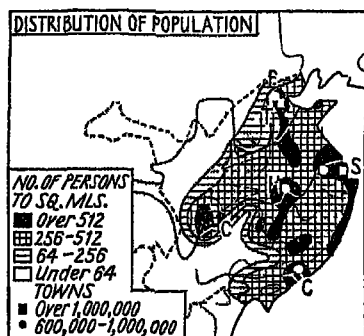 DISTRIBUTION OF POPULATION
P
S
W
C
C
NO. OF PERSONS
TO SQ. MLS.
Over 512
256-512
64-256
Under 64
TOWNS
Over 1,000,000
600,000-1,000,000